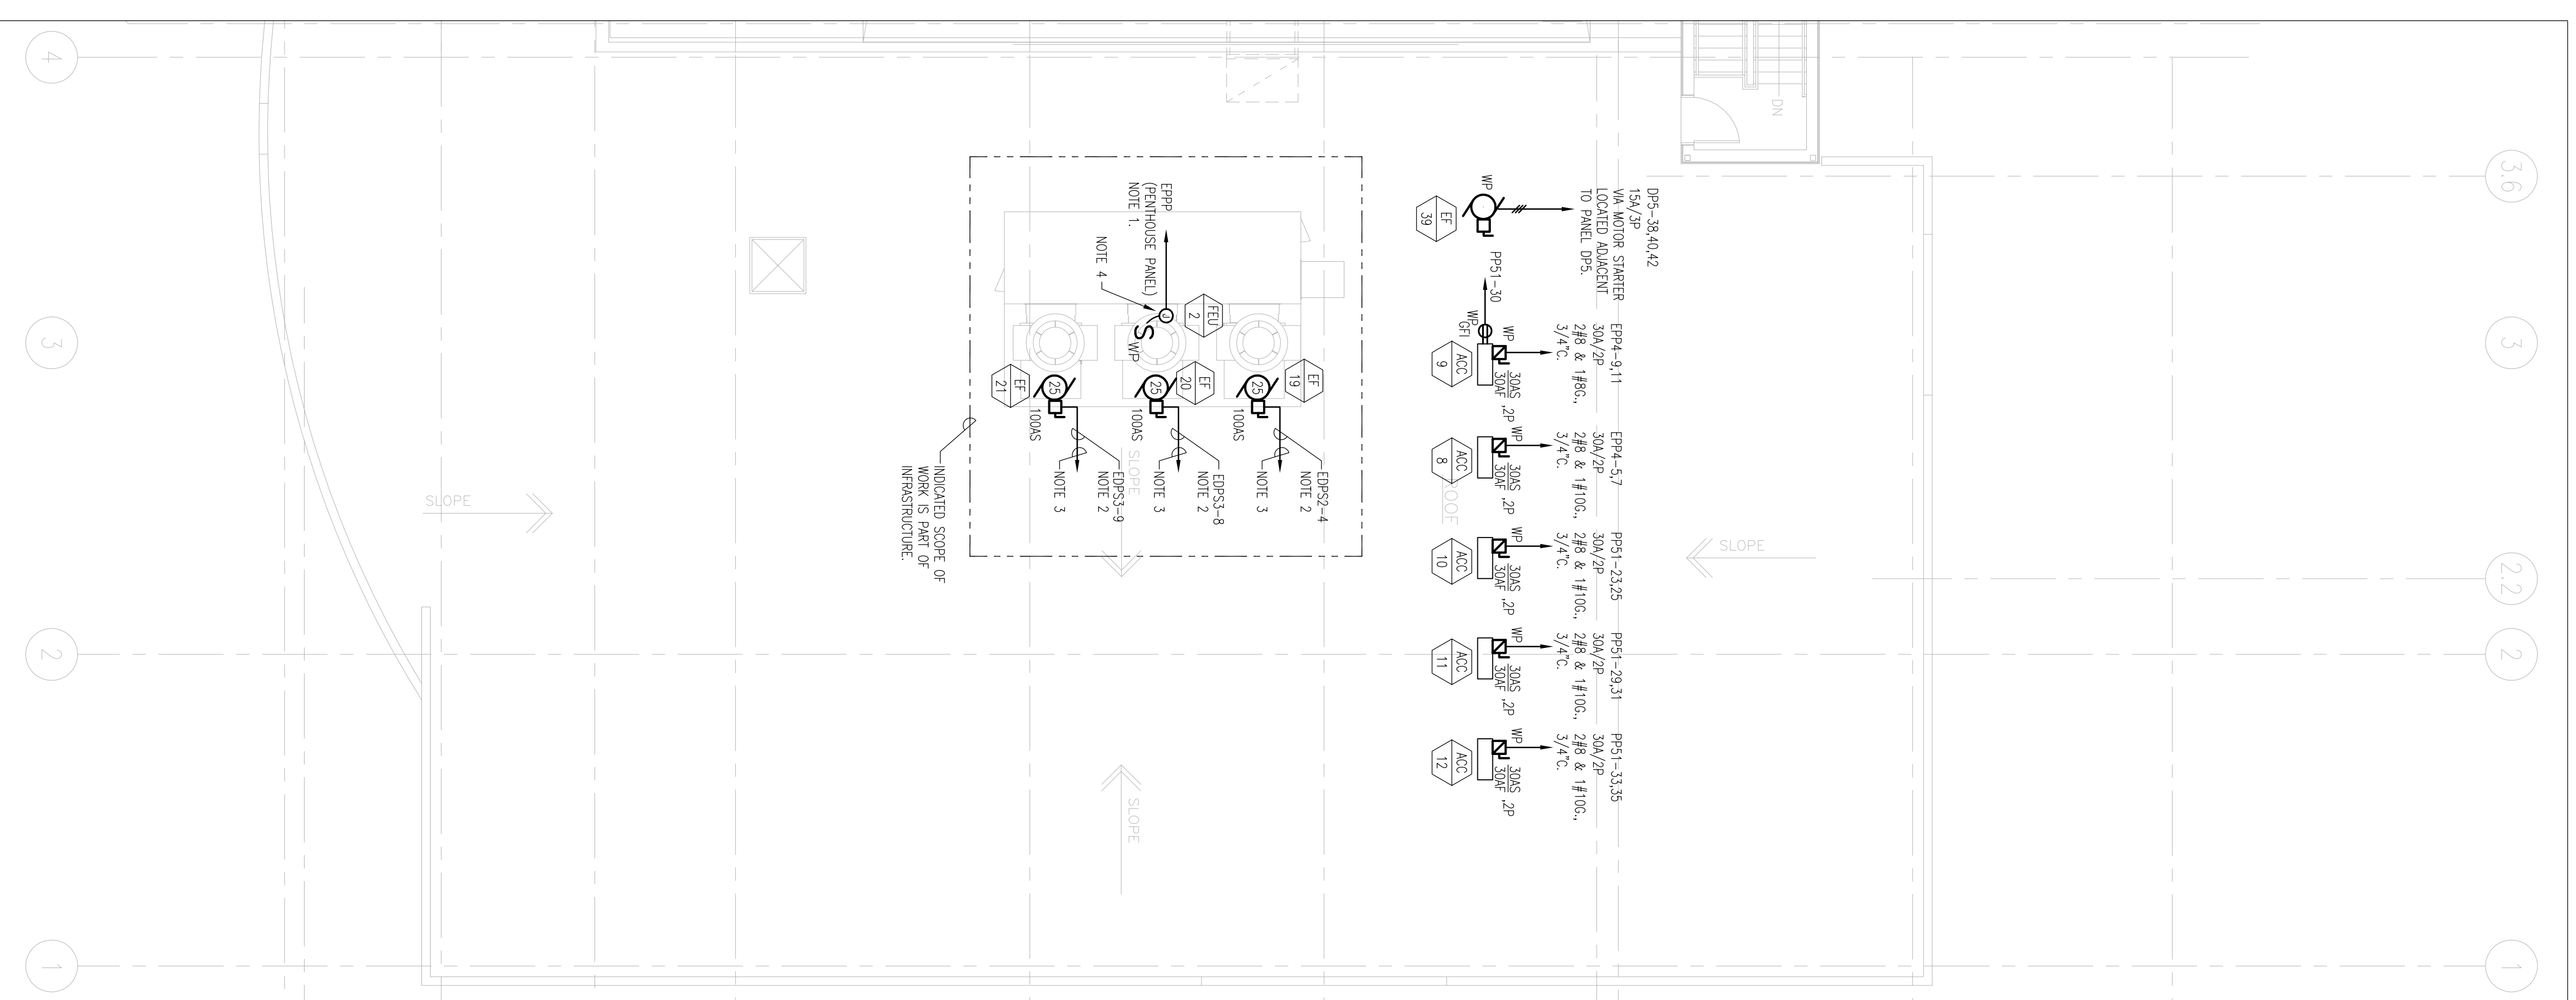 4
3
2
1
3.6
3
2.2
2
1
DN
DP5-38,40,42
15A/3P
VIA MOTOR STARTER
LOCATED ADJACENT
TO PANEL DP5.
WP
EF
39
PP51-30
WP
GFI
EPP4-9,11
30A/2P
2#8 & 1#8G.,
3/4"C.
WP
30AS
30AF ,2P
ACC
9
EPP4-5,7
30A/2P
2#8 & 1#10G.,
3/4"C.
WP
30AS
30AF ,2P
ACC
8
ROOF
PP51-23,25
30A/2P
2#8 & 1#10G.,
3/4"C.
WP
30AS
30AF ,2P
ACC
10
PP51-29,31
30A/2P
2#8 & 1#10G.,
3/4"C.
WP
30AS
30AF ,2P
ACC
11
PP51-33,35
30A/2P
2#8 & 1#10G.,
3/4"C.
WP
30AS
30AF ,2P
ACC
12
EPPP
(PENTHOUSE PANEL)
NOTE 1.
NOTE 4
J
S
WP
FEU
2
EF
19
25
100AS
EDPS2-4
NOTE 2
NOTE 3
EF
20
25
100AS
EDPS3-8
NOTE 2
NOTE 3
EF
21
25
100AS
EDPS3-9
NOTE 2
NOTE 3
INDICATED SCOPE OF
WORK IS PART OF
INFRASTRUCTURE.
SLOPE
SLOPE
SLOPE
SLOPE